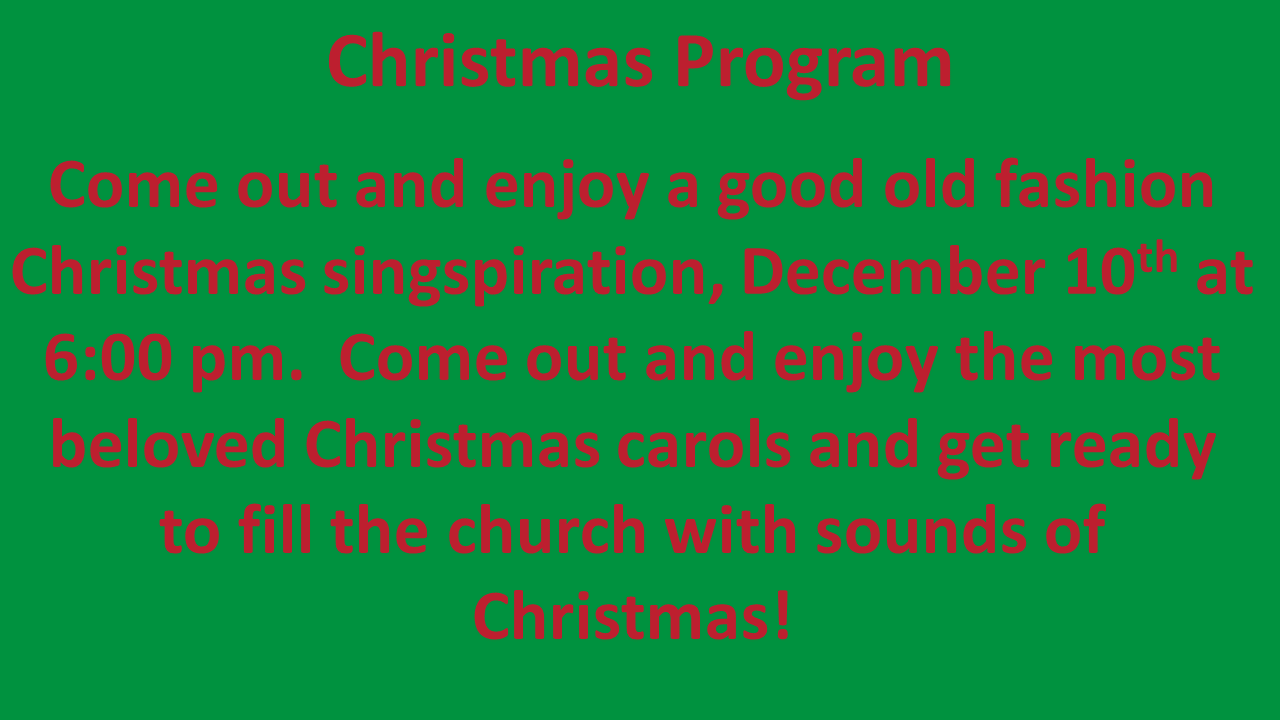 Christmas Program
Come out and enjoy a good old fashion
Christmas singspiration, December 10th at
6:00 pm.  Come out and enjoy the most
beloved Christmas carols and get ready
to fill the church with sounds of
Christmas!